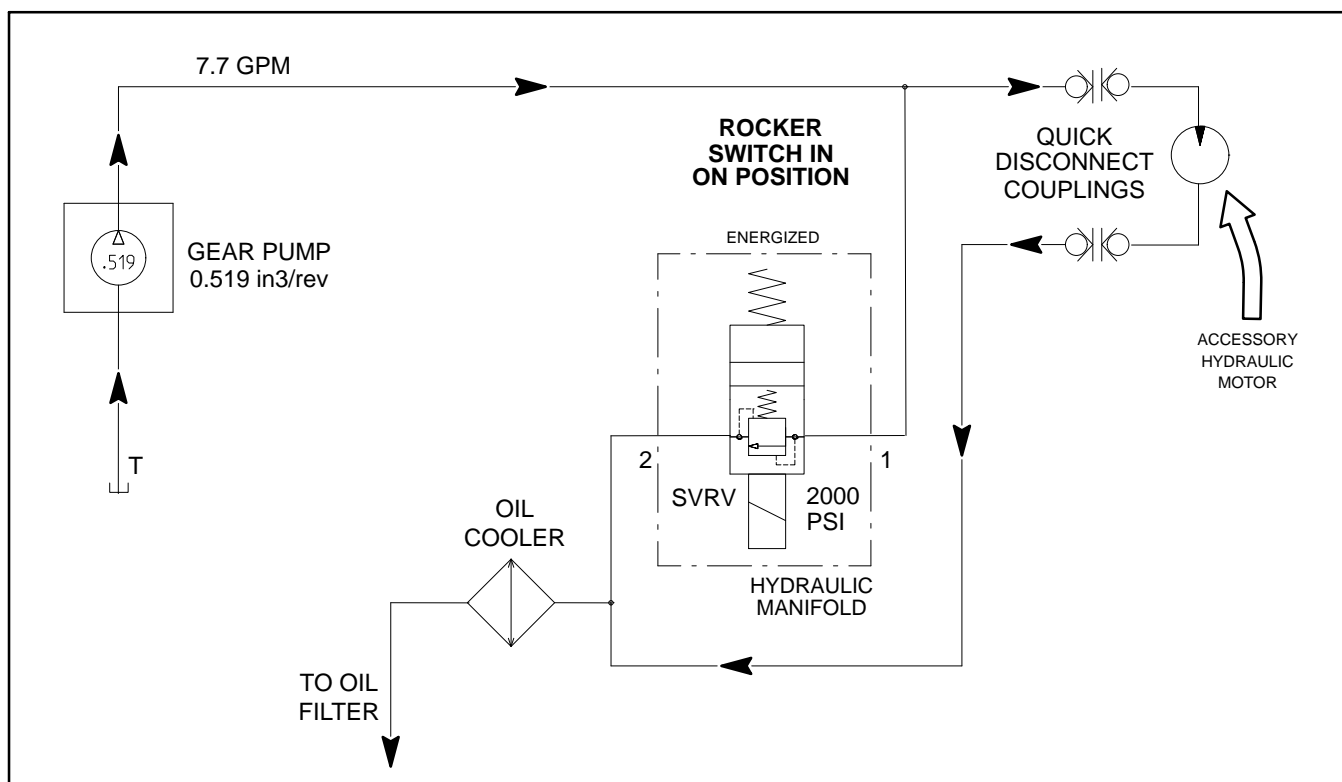 7.7 GPM
ROCKER
SWITCH IN
ON POSITION
QUICK
DISCONNECT
COUPLINGS
ENERGIZED
.519
GEAR PUMP
0.519 in3/rev
ACCESSORY
HYDRAULIC
MOTOR
T
2
1
SVRV
2000
PSI
OIL
COOLER
HYDRAULIC
MANIFOLD
TO OIL
FILTER